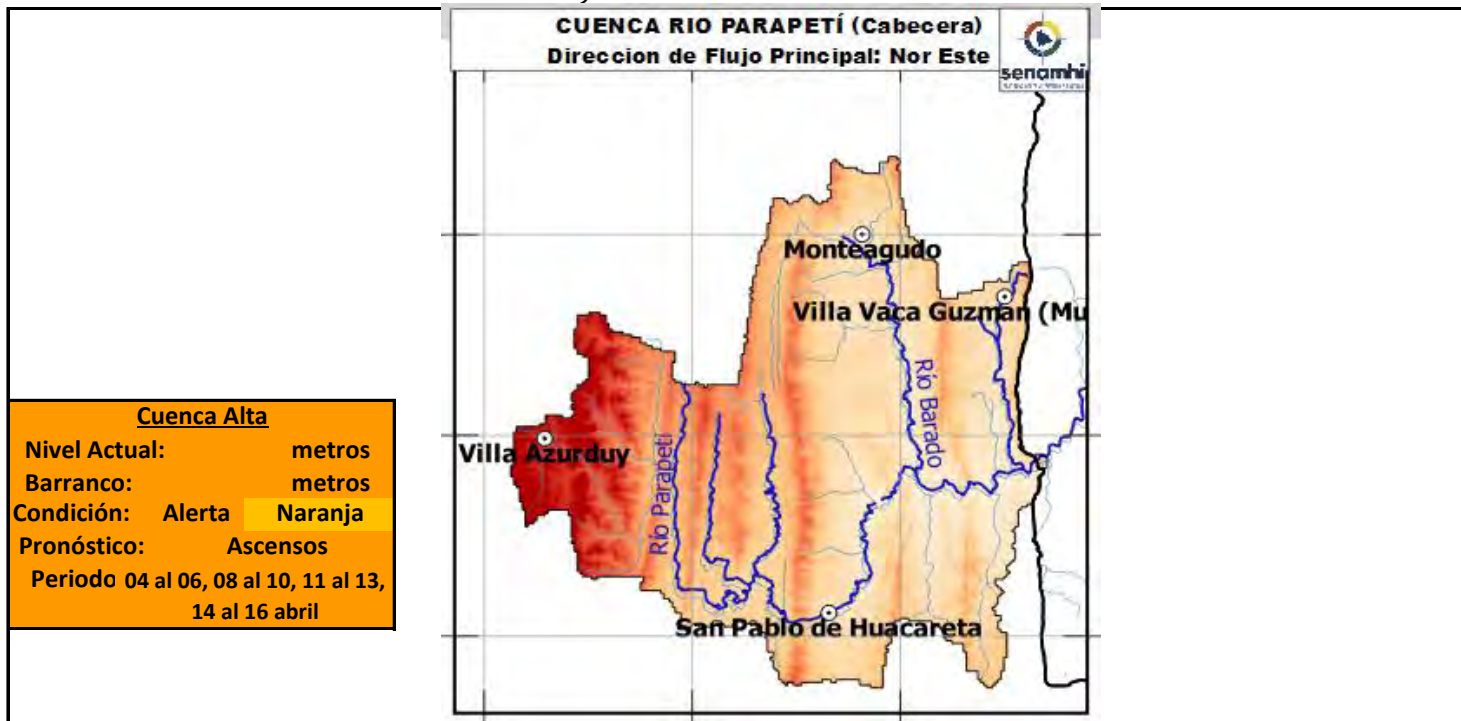 CUENCA RIO PARAPETÍ (Cabecera)
Direccion de Flujo Principal: Nor Este
senamhi
Monteagudo
Villa Vaca Guzmán (Mu
Río Barado
Villa Azurduy
Río Parapetí
San Pablo de Huacareta
Cuenca Alta
Nivel Actual: metros
Barranco: metros
Condición: Alerta Naranja
Pronóstico: Ascensos
Periodo 04 al 06, 08 al 10, 11 al 13,
14 al 16 abril